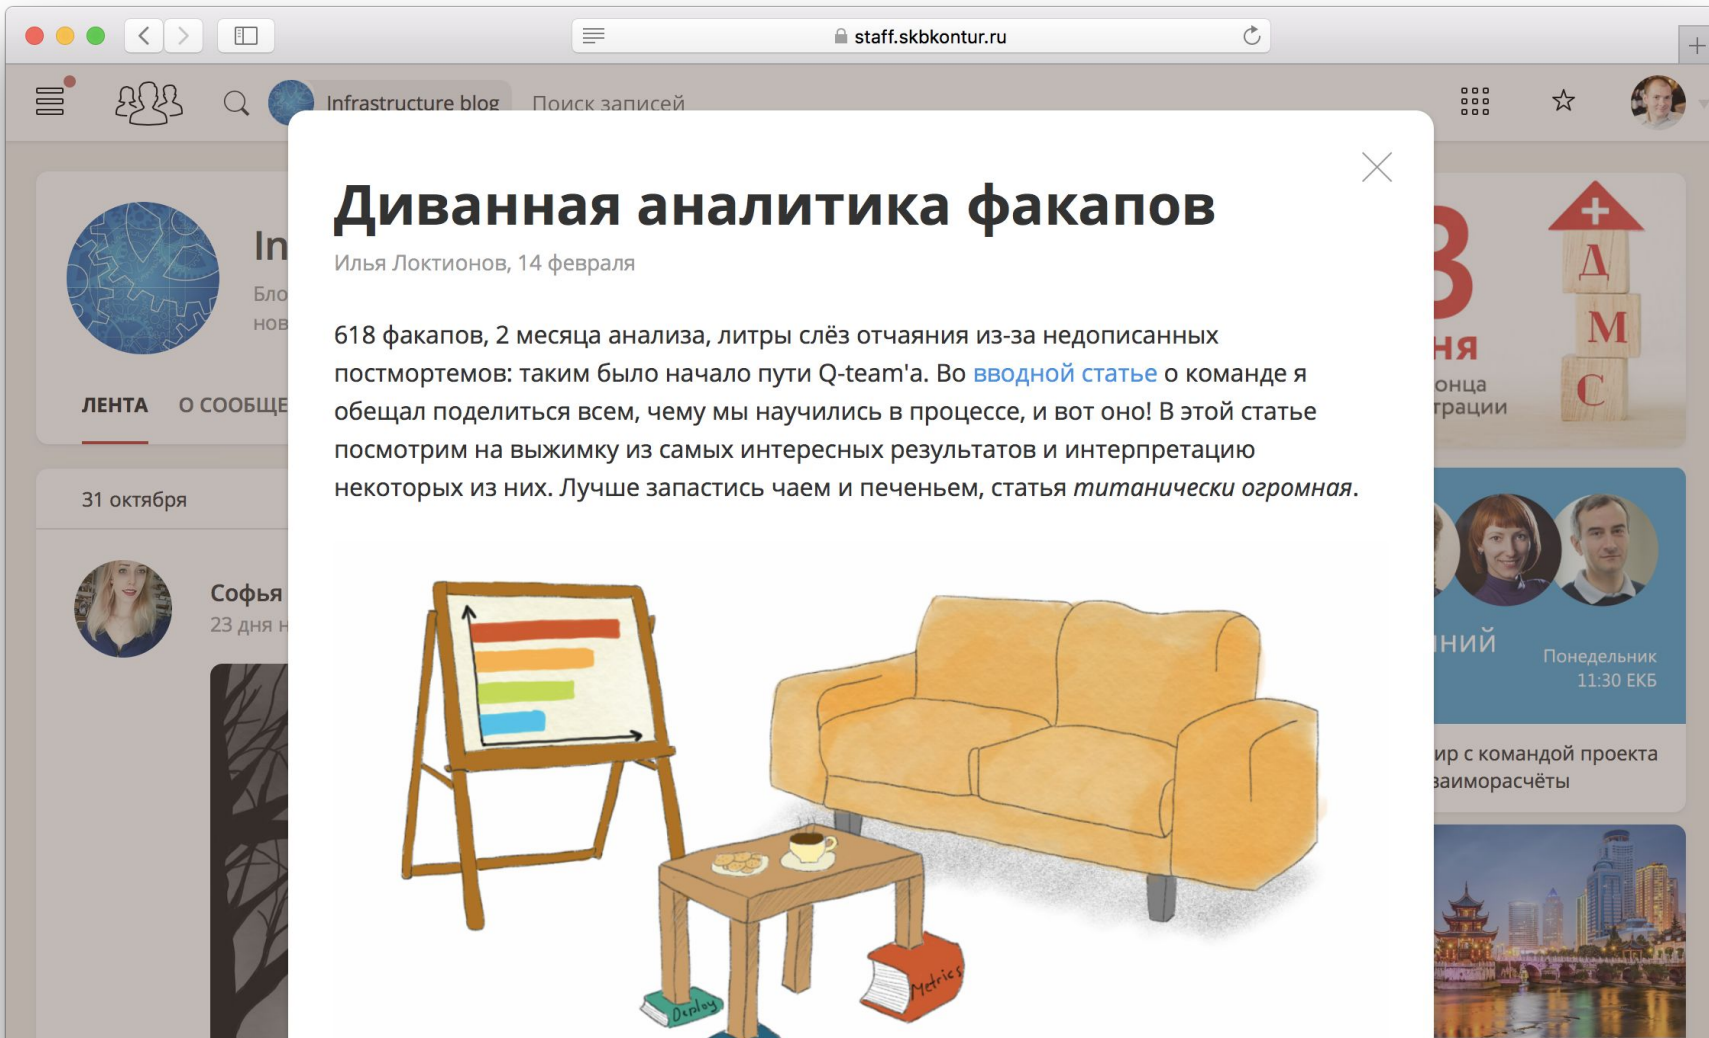 staff.skbkontur.ru
Infrastructure blog
Поиск записей
Диванная аналитика факапов
Илья Локтионов, 14 февраля
618 факапов, 2 месяца анализа, литры слёз отчаяния из-за недописанных
постмортемов: таким было начало пути Q-team'а. Во вводной статье о команде я
обещал поделиться всем, чему мы научились в процессе, и вот оно! В этой статье
посмотрим на выжимку из самых интересных результатов и интерпретацию
некоторых из них. Лучше запастись чаем и печеньем, статья титанически огромная.
Deploy
Metrics
In
Бло
нов
ЛЕНТА
О СООБЩЕ
31 октября
Софья
23 дня н
3
ня
онца
трации
Д
М
С
ний
Понедельник
11:30 ЕКБ
ир с командой проекта
заиморасчёты